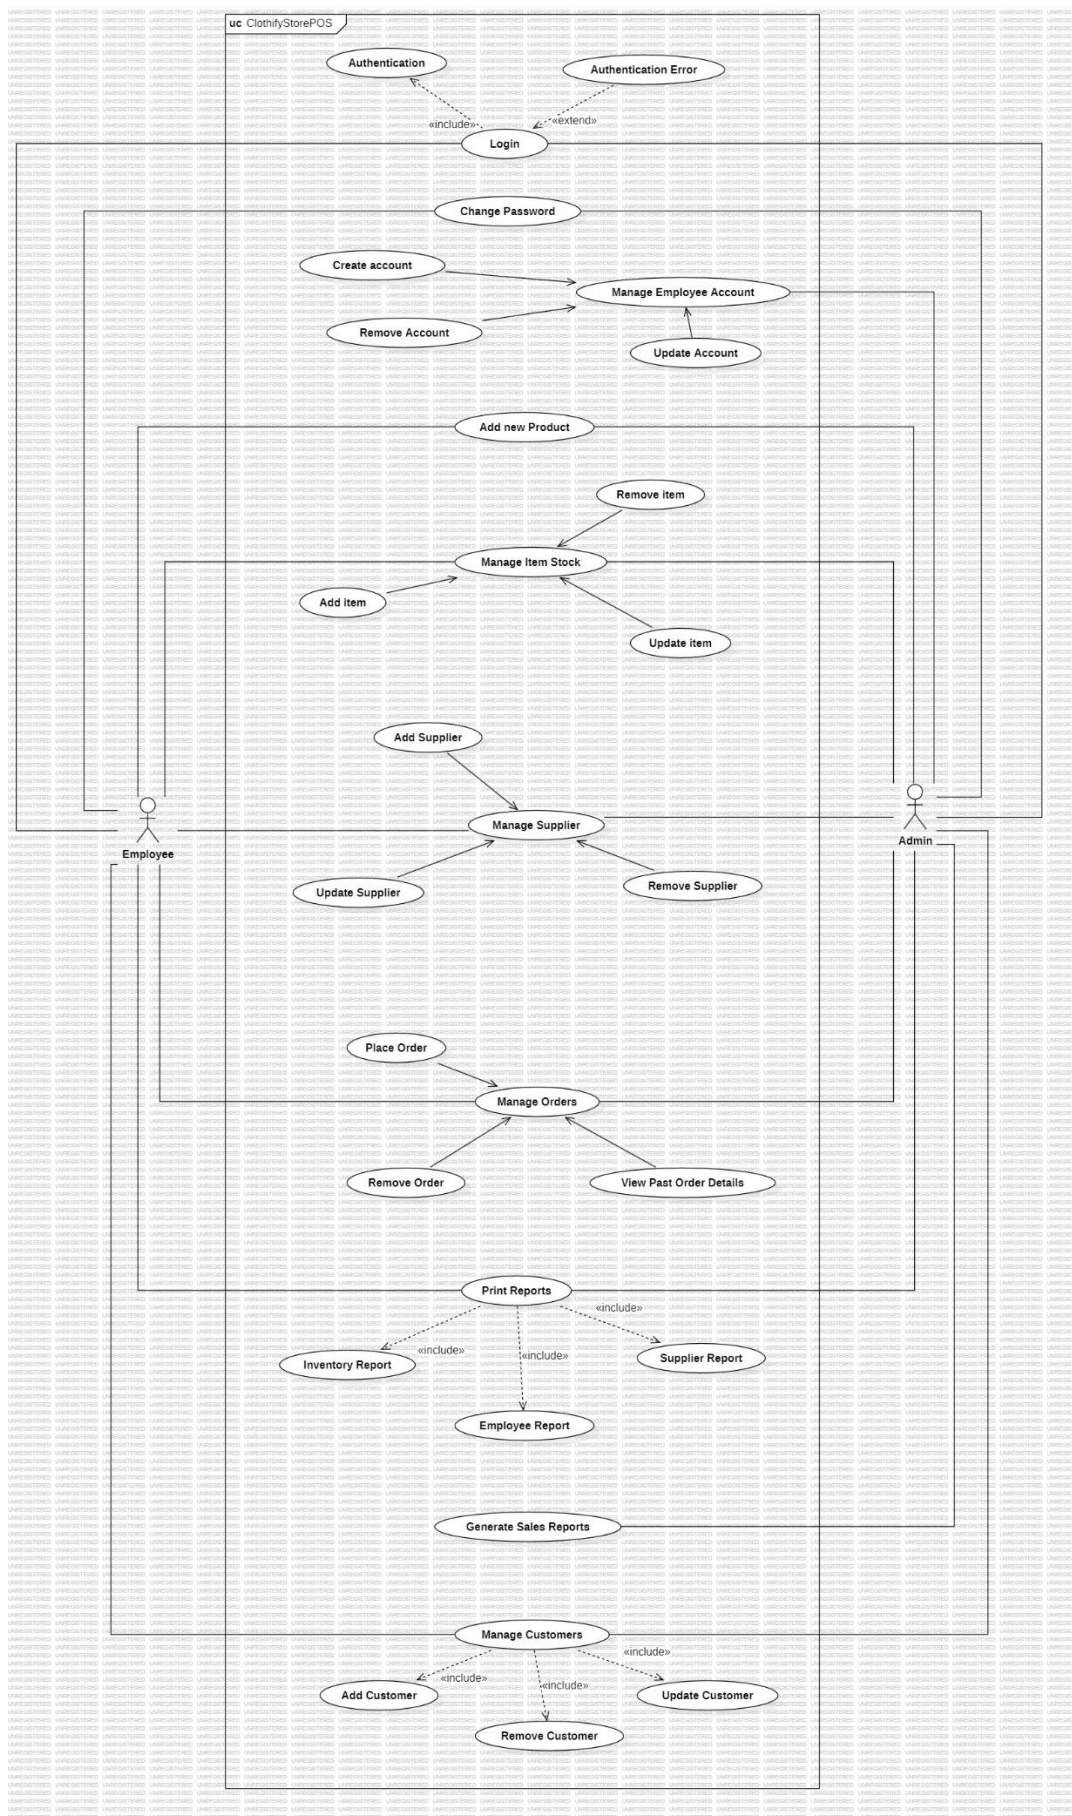 uc ClothifyStorePOS
Authentication
Authentication Error
«include»
«extend»
Login
Change Password
Create account
Manage Employee Account
Remove Account
Update Account
Add new Product
Remove item
Manage Item Stock
Add item
Update item
Add Supplier
Manage Supplier
Employee
Admin
Update Supplier
Remove Supplier
Place Order
Manage Orders
Remove Order
View Past Order Details
Print Reports
«include»
«include»
«include»
Inventory Report
Supplier Report
Employee Report
Generate Sales Reports
Manage Customers
«include»
«include»
«include»
Add Customer
Update Customer
Remove Customer